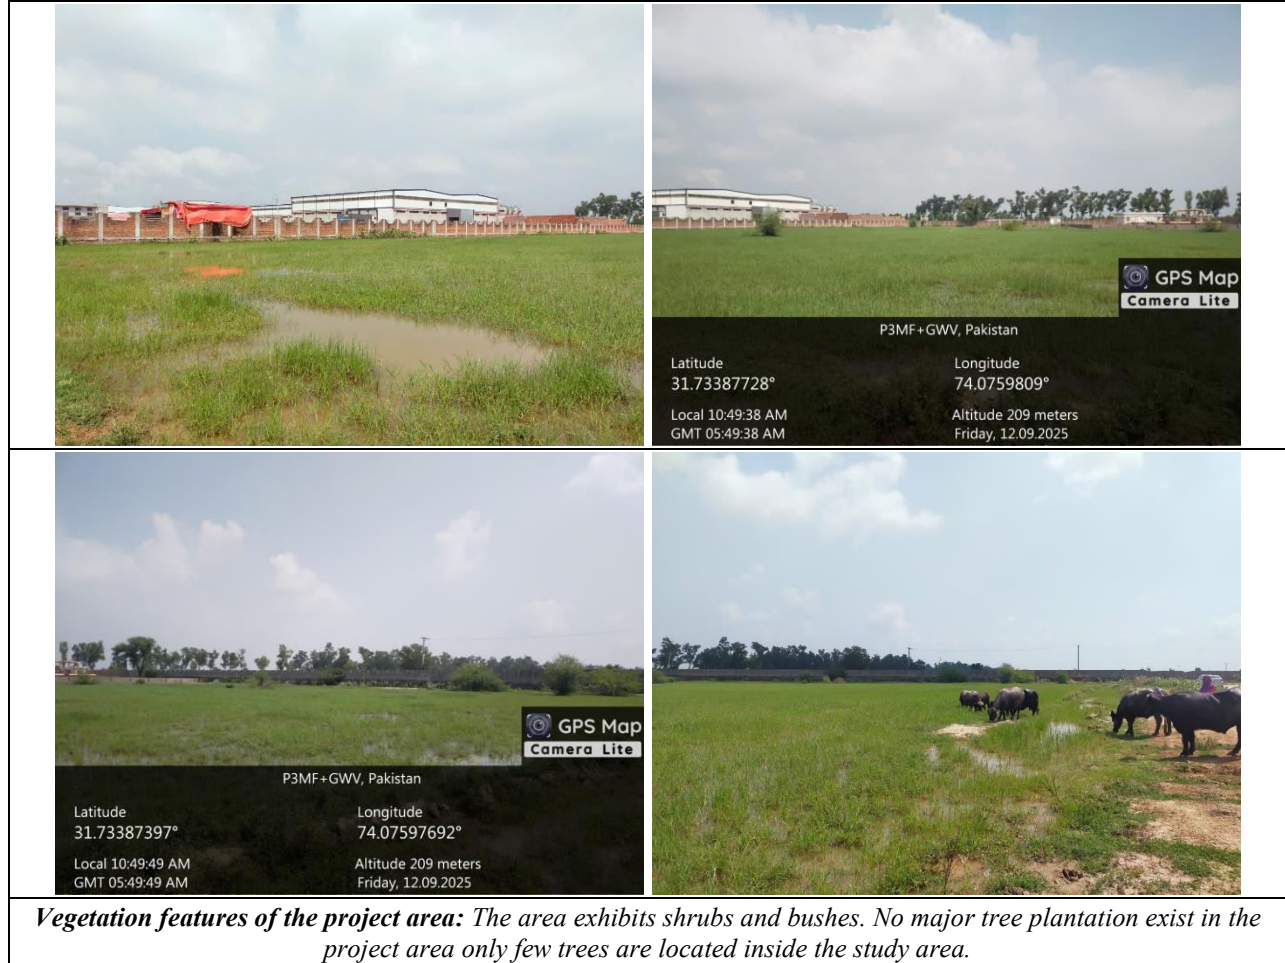 GPS Map
Camera Lite
P3MF+GWV, Pakistan
Latitude
31.73387728°
Longitude
74.0759809°
Local 10:49:38 AM
GMT 05:49:38 AM
Altitude 209 meters
Friday, 12.09.2025
GPS Map
Camera Lite
P3MF+GWV, Pakistan
Latitude
31.73387397°
Longitude
74.07597692°
Local 10:49:49 AM
GMT 05:49:49 AM
Altitude 209 meters
Friday, 12.09.2025
Vegetation features of the project area: The area exhibits shrubs and bushes. No major tree plantation exist in the
project area only few trees are located inside the study area.